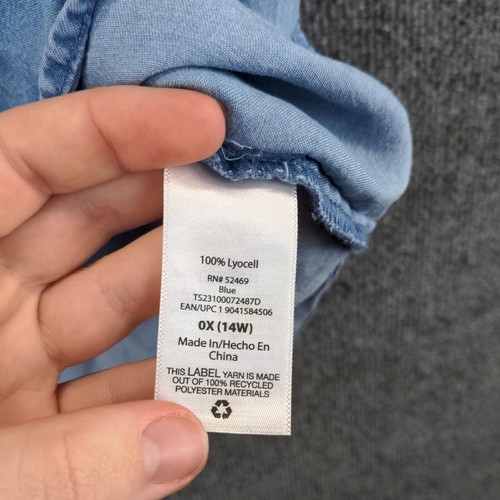 100% Lyocell
RN# 52469
Blue
TS23100072487D
EAN/UPC 1 9041584506
0X (14W)
Made In/Hecho En
China
THIS LABEL YARN IS MADE
OUT OF 100% RECYCLED
POLYESTER MATERIALS